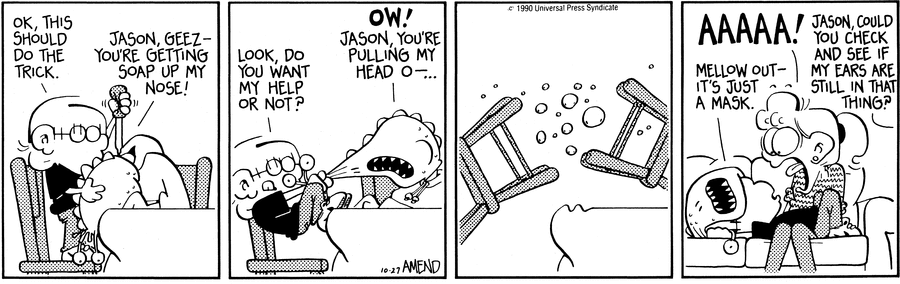 OK, THIS
SHOULD
DO THE
TRICK.
JASON, GEEZ—
YOU'RE GETTING
SOAP UP MY
NOSE!
LOOK, DO
YOU WANT
MY HELP
OR NOT?
OW!
JASON, YOU'RE
PULLING MY
HEAD O—...
10-27 AMEND
© 1990 Universal Press Syndicate
AAAAA!
MELLOW OUT—
IT'S JUST
A MASK.
JASON, COULD
YOU CHECK
AND SEE IF
MY EARS ARE
STILL IN THAT
THING?